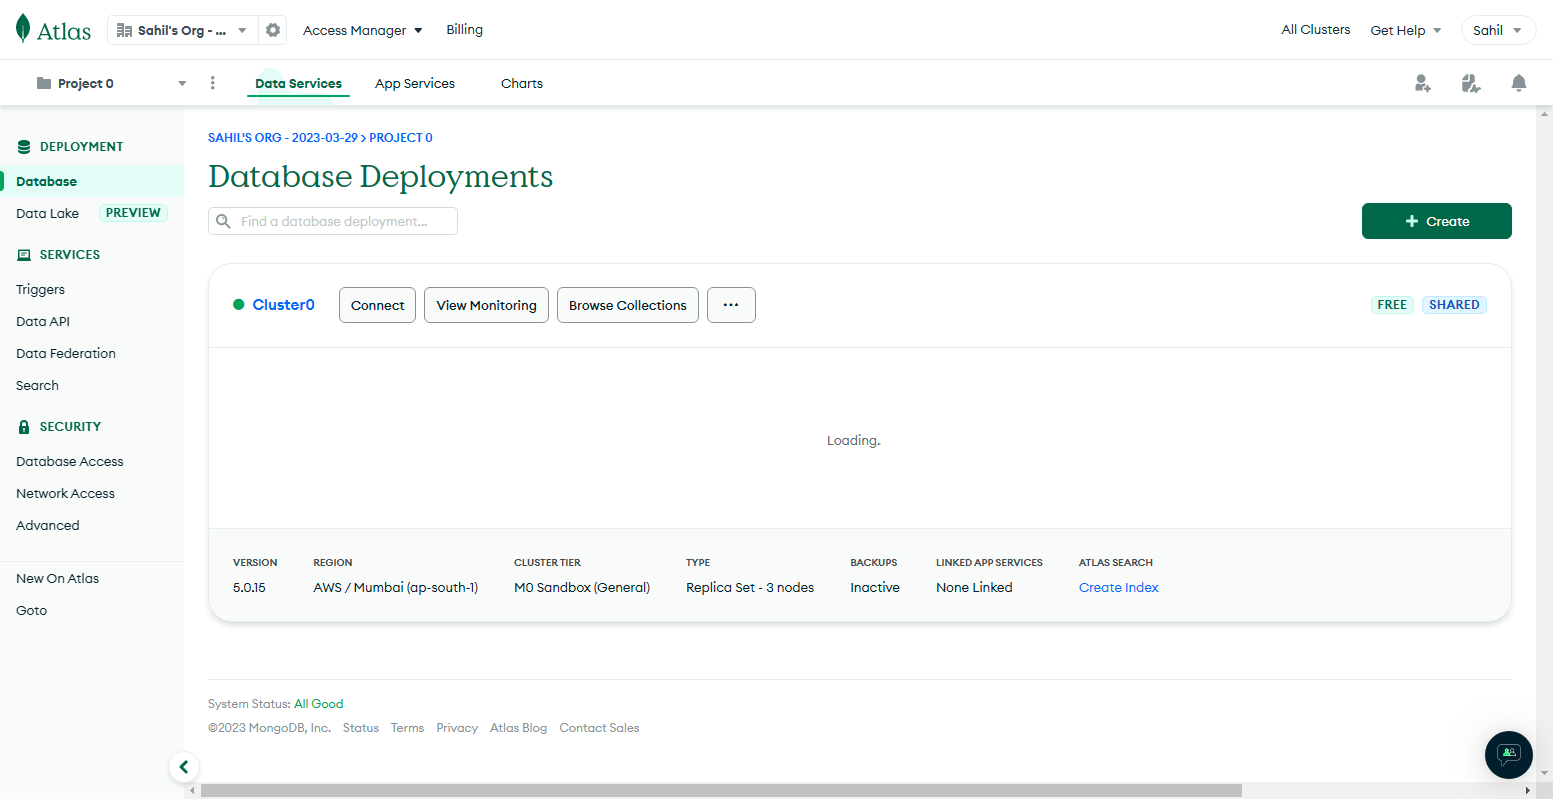 Atlas
Sahil's Org - ...
Access Manager
Billing
All Clusters
Get Help
Sahil
Project 0
Data Services
App Services
Charts
DEPLOYMENT
Database
Data Lake PREVIEW
SERVICES
Triggers
Data API
Data Federation
Search
SECURITY
Database Access
Network Access
Advanced
New On Atlas
Goto
SAHIL'S ORG - 2023-03-29 > PROJECT 0
Database Deployments
Find a database deployment...
+ Create
Cluster0
Connect
View Monitoring
Browse Collections
...
FREE
SHARED
Loading.
VERSION
5.0.15
REGION
AWS / Mumbai (ap-south-1)
CLUSTER TIER
M0 Sandbox (General)
TYPE
Replica Set - 3 nodes
BACKUPS
Inactive
LINKED APP SERVICES
None Linked
ATLAS SEARCH
Create Index
System Status: All Good
©2023 MongoDB, Inc. Status Terms Privacy Atlas Blog Contact Sales